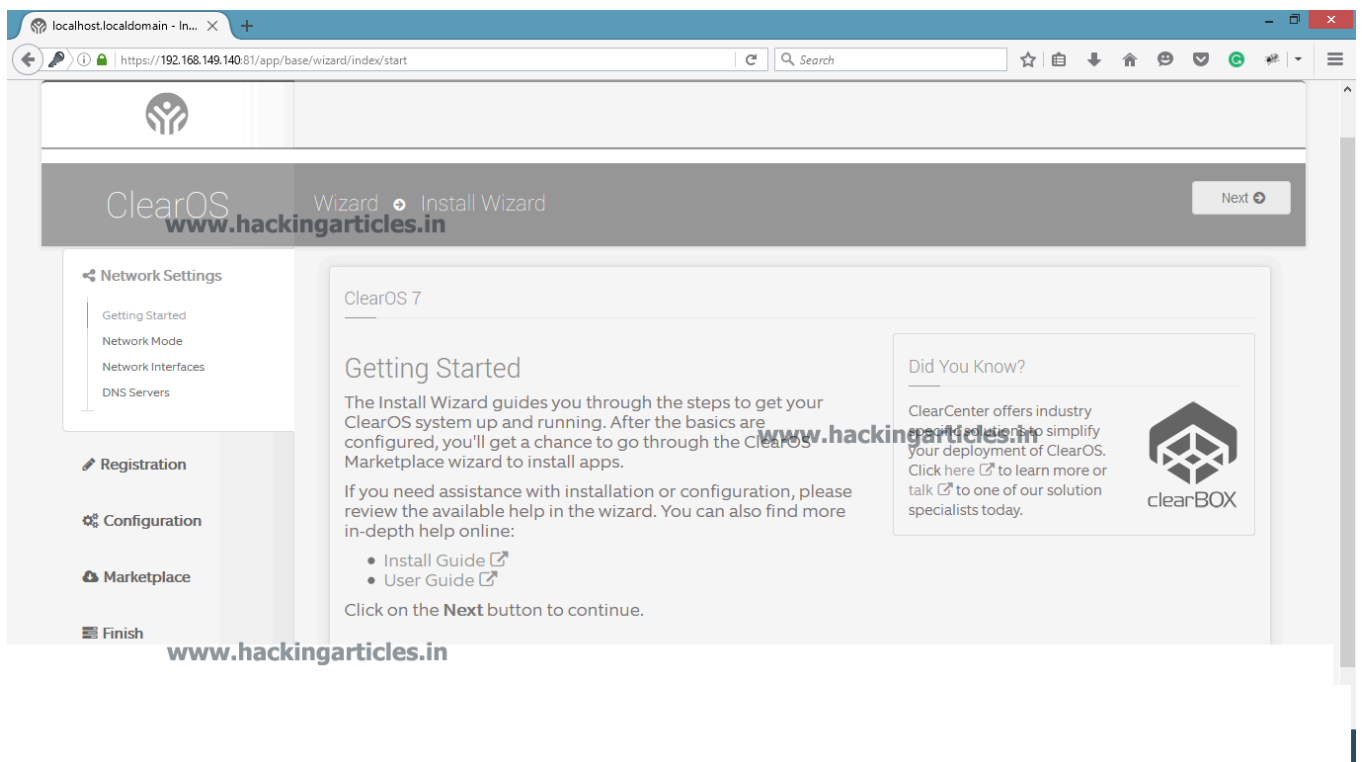 localhost.localdomain - In...
https://192.168.149.140:81/app/base/wizard/index/start
Search
ClearOS
Wizard
Install Wizard
Next
www.hackingarticles.in
Network Settings
Getting Started
Network Mode
Network Interfaces
DNS Servers
Registration
Configuration
Marketplace
Finish
ClearOS 7
Getting Started
The Install Wizard guides you through the steps to get your
ClearOS system up and running. After the basics are
configured, you'll get a chance to go through the ClearOS
Marketplace wizard to install apps.
If you need assistance with installation or configuration, please
review the available help in the wizard. You can also find more
in-depth help online:
Install Guide
User Guide
Click on the Next button to continue.
Did You Know?
ClearCenter offers industry
specific solutions to simplify
your deployment of ClearOS.
Click here to learn more or
talk to one of our solution
specialists today.
clearBOX
www.hackingarticles.in
www.hackingarticles.in